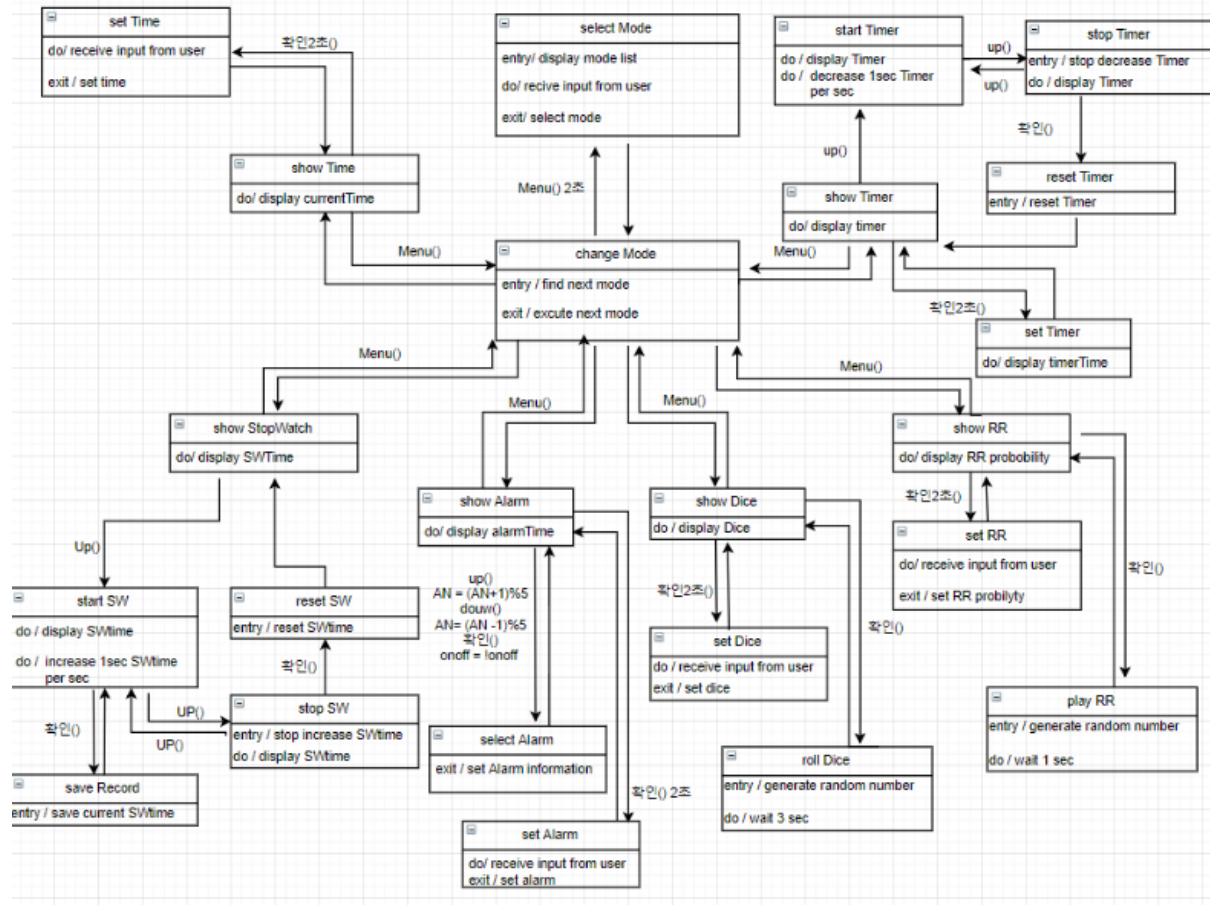 set Time
do/ receive input from user
exit / set time
확인2초()
select Mode
entry/ display mode list
do/ recive input from user
exit/ select mode
start Timer
do / display Timer
do / decrease 1sec Timer
per sec
up()
up()
stop Timer
entry / stop decrease Timer
do / display Timer
확인()
up()
reset Timer
entry / reset Timer
show Time
do/ display currentTime
Menu() 2초
show Timer
do/ display timer
Menu()
Menu()
change Mode
entry / find next mode
exit / excute next mode
확인2초()
set Timer
do/ display timerTime
Menu()
Menu()
Menu()
Menu()
show StopWatch
do/ display SWTime
show RR
do/ display RR probobility
확인2초()
show Alarm
do/ display alarmTime
show Dice
do / display Dice
set RR
do/ receive input from user
exit / set RR probilyty
확인()
Up()
start SW
do / display SWtime
do / increase 1sec SWtime
per sec
reset SW
entry / reset SWtime
확인()
up()
AN = (AN+1)%5
douw()
AN= (AN -1)%5
확인()
onoff = !onoff
확인2초()
확인()
set Dice
do / receive input from user
exit / set dice
UP()
UP()
확인()
stop SW
entry / stop increase SWtime
do / display SWtime
select Alarm
exit / set Alarm information
play RR
entry / generate random number
do / wait 1 sec
save Record
entry / save current SWtime
확인() 2초
roll Dice
entry / generate random number
do / wait 3 sec
set Alarm
do/ receive input from user
exit / set alarm